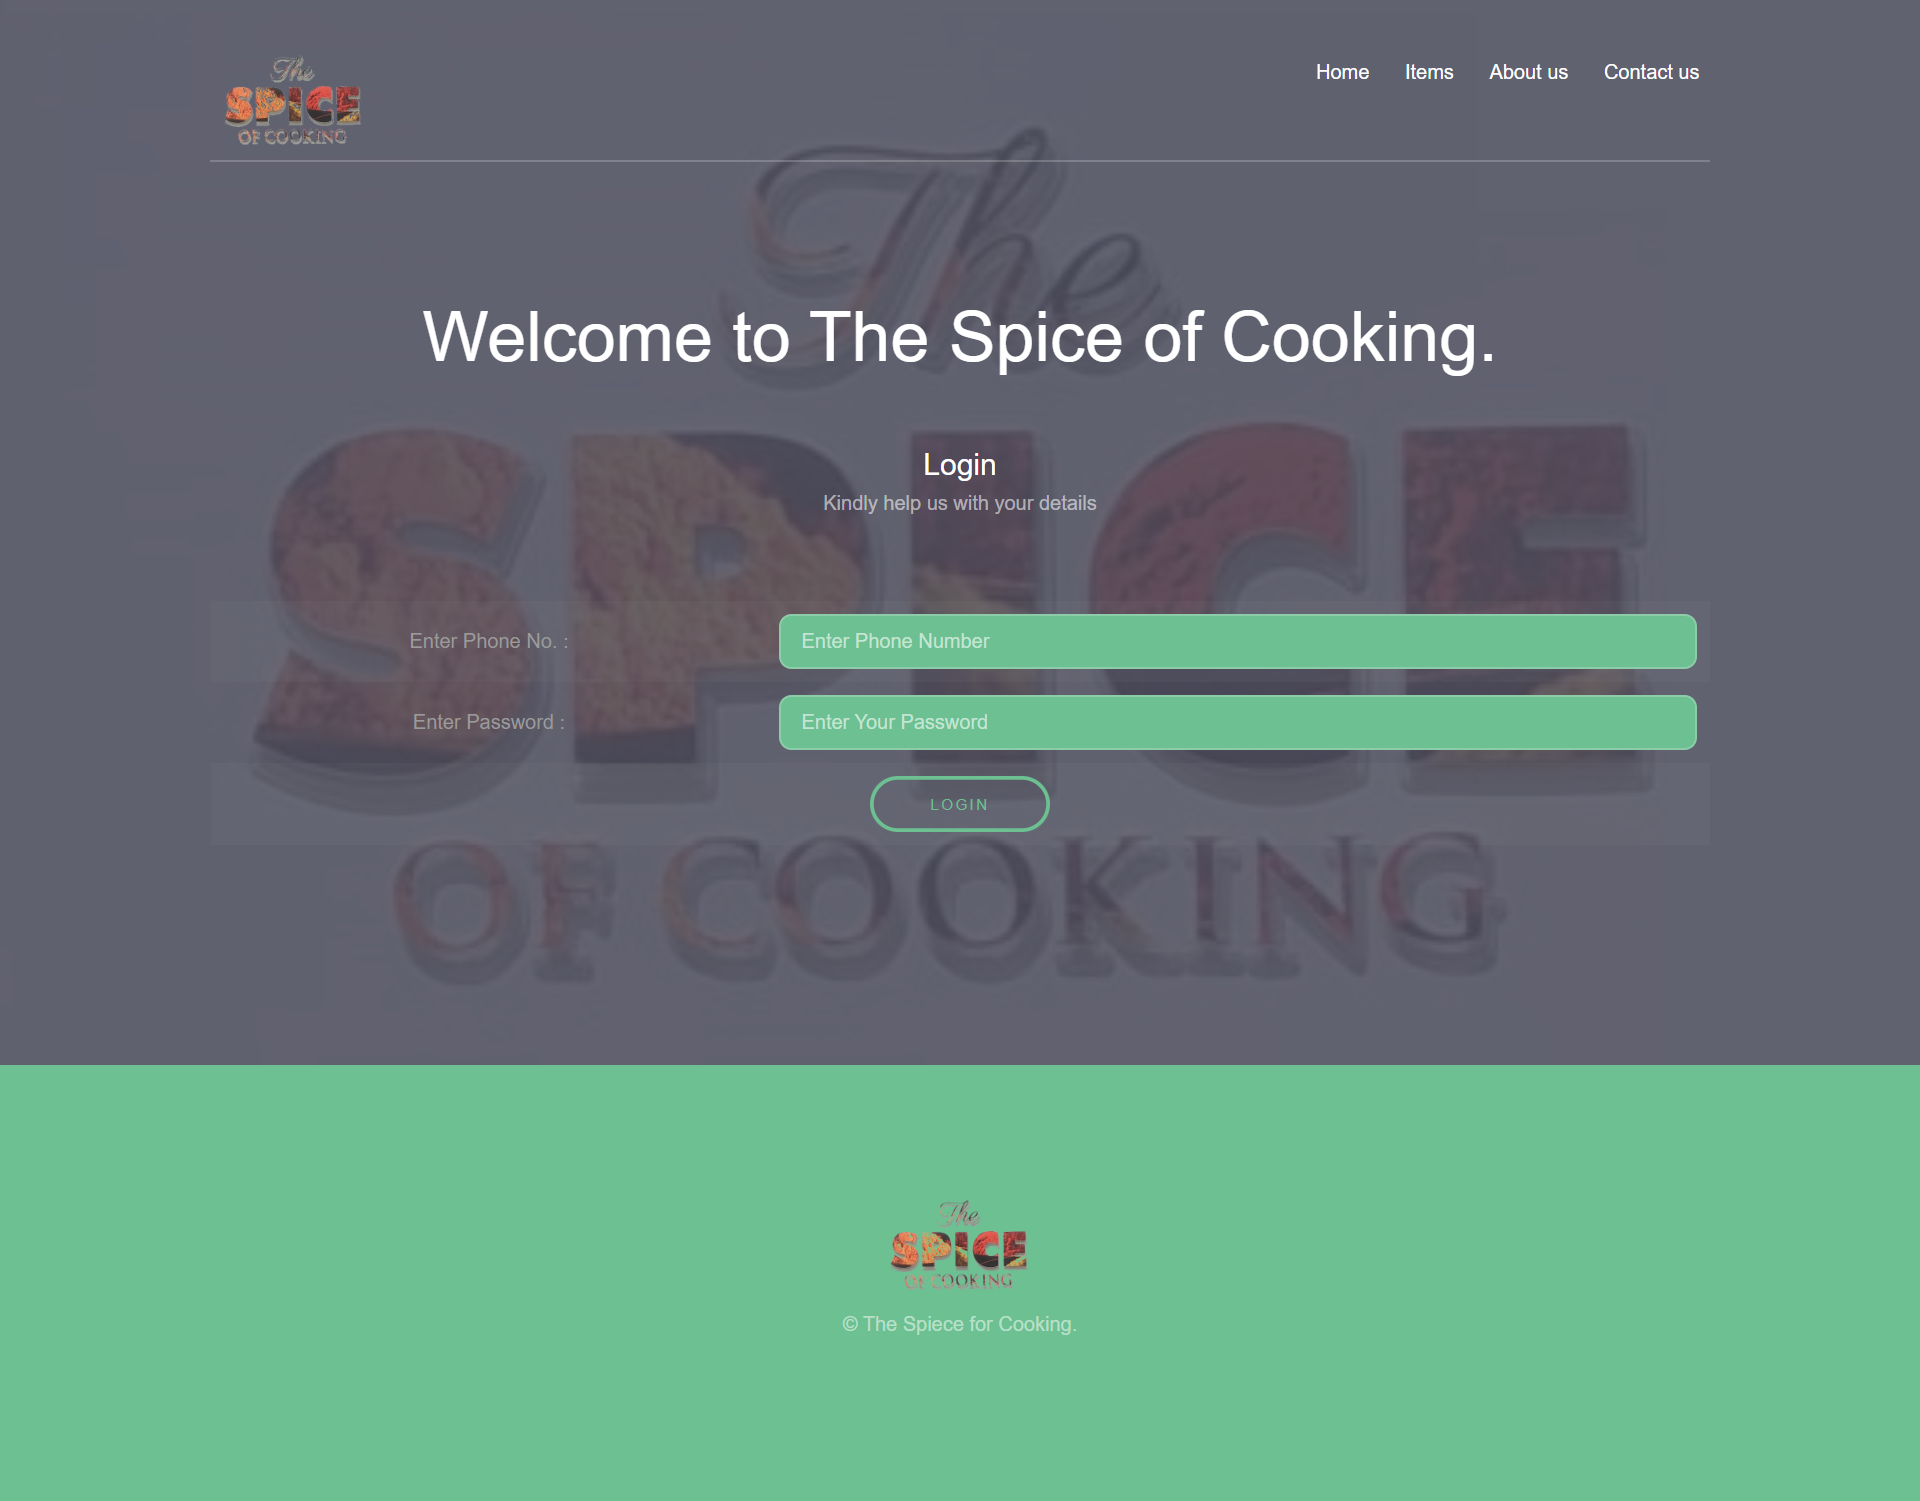 The
SPICE
OF COOKING
Home Items About us Contact us
The
Welcome to The Spice of Cooking.
SPICE
Login
Kindly help us with your details
Enter Phone No. : Enter Phone Number
Enter Password : Enter Your Password
LOGIN
OF COOKING
The
SPICE
OF COOKING
© The Spiece for Cooking.